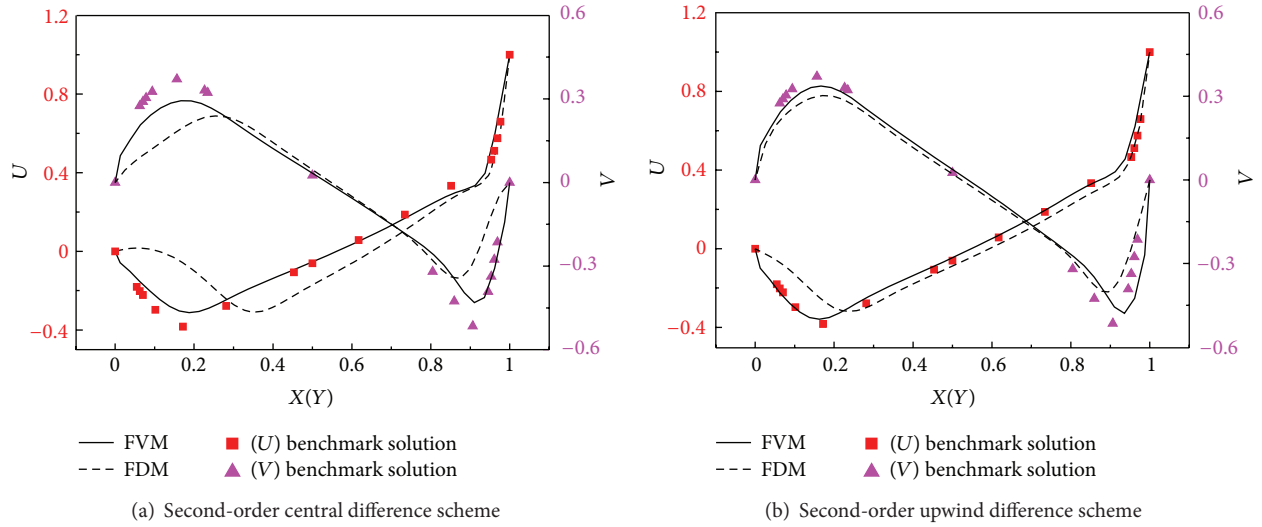 1.2
0.8
0.4
0
−0.4
U
0.6
0.3
0
−0.3
−0.6
V
0
0.2
0.4
0.6
0.8
1
X(Y)
FVM
FDM
(U) benchmark solution
(V) benchmark solution
(a) Second-order central difference scheme
1.2
0.8
0.4
0
−0.4
U
0.6
0.3
0
−0.3
−0.6
V
0
0.2
0.4
0.6
0.8
1
X(Y)
FVM
FDM
(U) benchmark solution
(V) benchmark solution
(b) Second-order upwind difference scheme